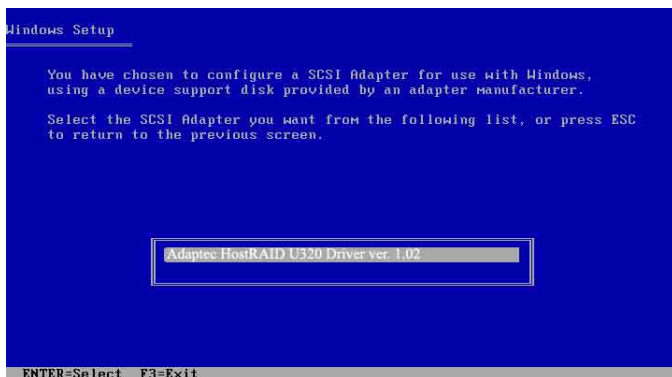 Windows Setup
You have chosen to configure a SCSI Adapter for use with Windows,
using a device support disk provided by an adapter manufacturer.
Select the SCSI Adapter you want from the following list, or press ESC
to return to the previous screen.
Adaptec HostRAID U320 Driver ver. 1.02
ENTER=Select F3=Exit